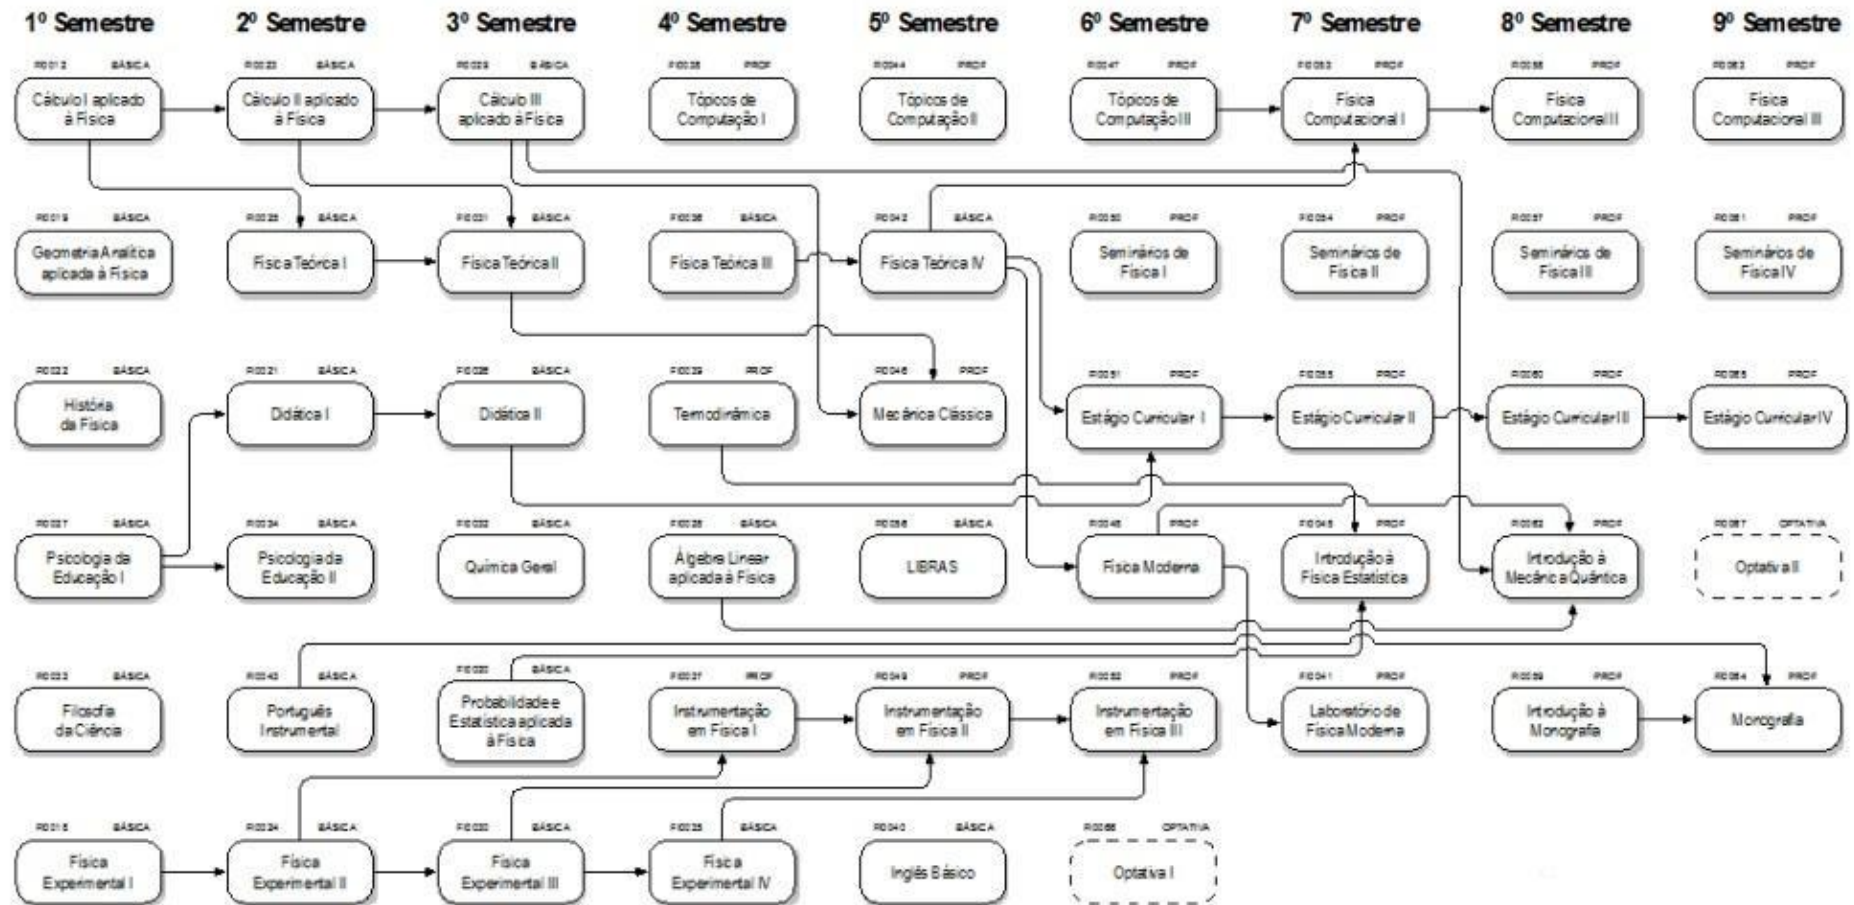 1º Semestre 2º Semestre 3º Semestre 4º Semestre 5º Semestre 6º Semestre 7º Semestre 8º Semestre 9º Semestre
BÁSICA BÁSICA BÁSICA PROF PROF PROF PROF PROF PROF
Cálculo I aplicado
à Física
Cálculo II aplicado
à Física
Cálculo III
aplicado à Física
Tópicos de
Computação I
Tópicos de
Computação II
Tópicos de
Computação III
Física
Computacional I
Física
Computacional III
Física
Computacional III
BÁSICA BÁSICA BÁSICA BÁSICA BÁSICA PROF PROF PROF PROF
Geometria Analítica
aplicada à Física
Física Teórica I
Física Teórica II
Física Teórica III
Física Teórica IV
Seminários de
Física I
Seminários de
Física II
Seminários de
Física III
Seminários de
Física IV
BÁSICA BÁSICA BÁSICA PROF PROF PROF PROF PROF PROF
História
da Física
Didática I
Didática II
Termodinâmica
Mecânica Clássica
Estágio Curricular I
Estágio Curricular II
Estágio Curricular III
Estágio Curricular IV
BÁSICA BÁSICA BÁSICA BÁSICA BÁSICA PROF PROF PROF OPTATIVA
Psicologia da
Educação I
Psicologia da
Educação II
Química Geral
Álgebra Linear
aplicada à Física
LIBRAS
Física Moderna
Introdução à
Física Estatística
Introdução à
Mecânica Quântica
Optativa II
BÁSICA BÁSICA BÁSICA PROF PROF PROF PROF PROF PROF
Filosofia
da Ciência
Português
Instrumental
Probabilidade e
Estatística aplicada
à Física
Instrumentação
em Física I
Instrumentação
em Física II
Instrumentação
em Física III
Laboratório de
Física Moderna
Introdução à
Monografia
Monografia
BÁSICA BÁSICA BÁSICA BÁSICA BÁSICA OPTATIVA
Física
Experimental I
Física
Experimental II
Física
Experimental III
Física
Experimental IV
Inglês Básico
Optativa I